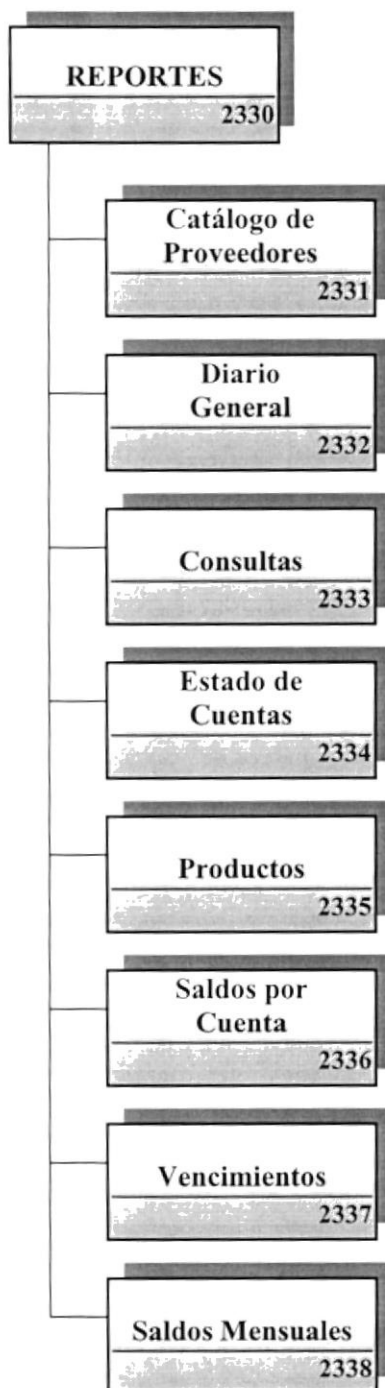 REPORTES
2330
Catálogo de
Proveedores
2331
Diario
General
2332
Consultas
2333
Estado de
Cuentas
2334
Productos
2335
Saldos por
Cuenta
2336
Vencimientos
2337
Saldos Mensuales
2338